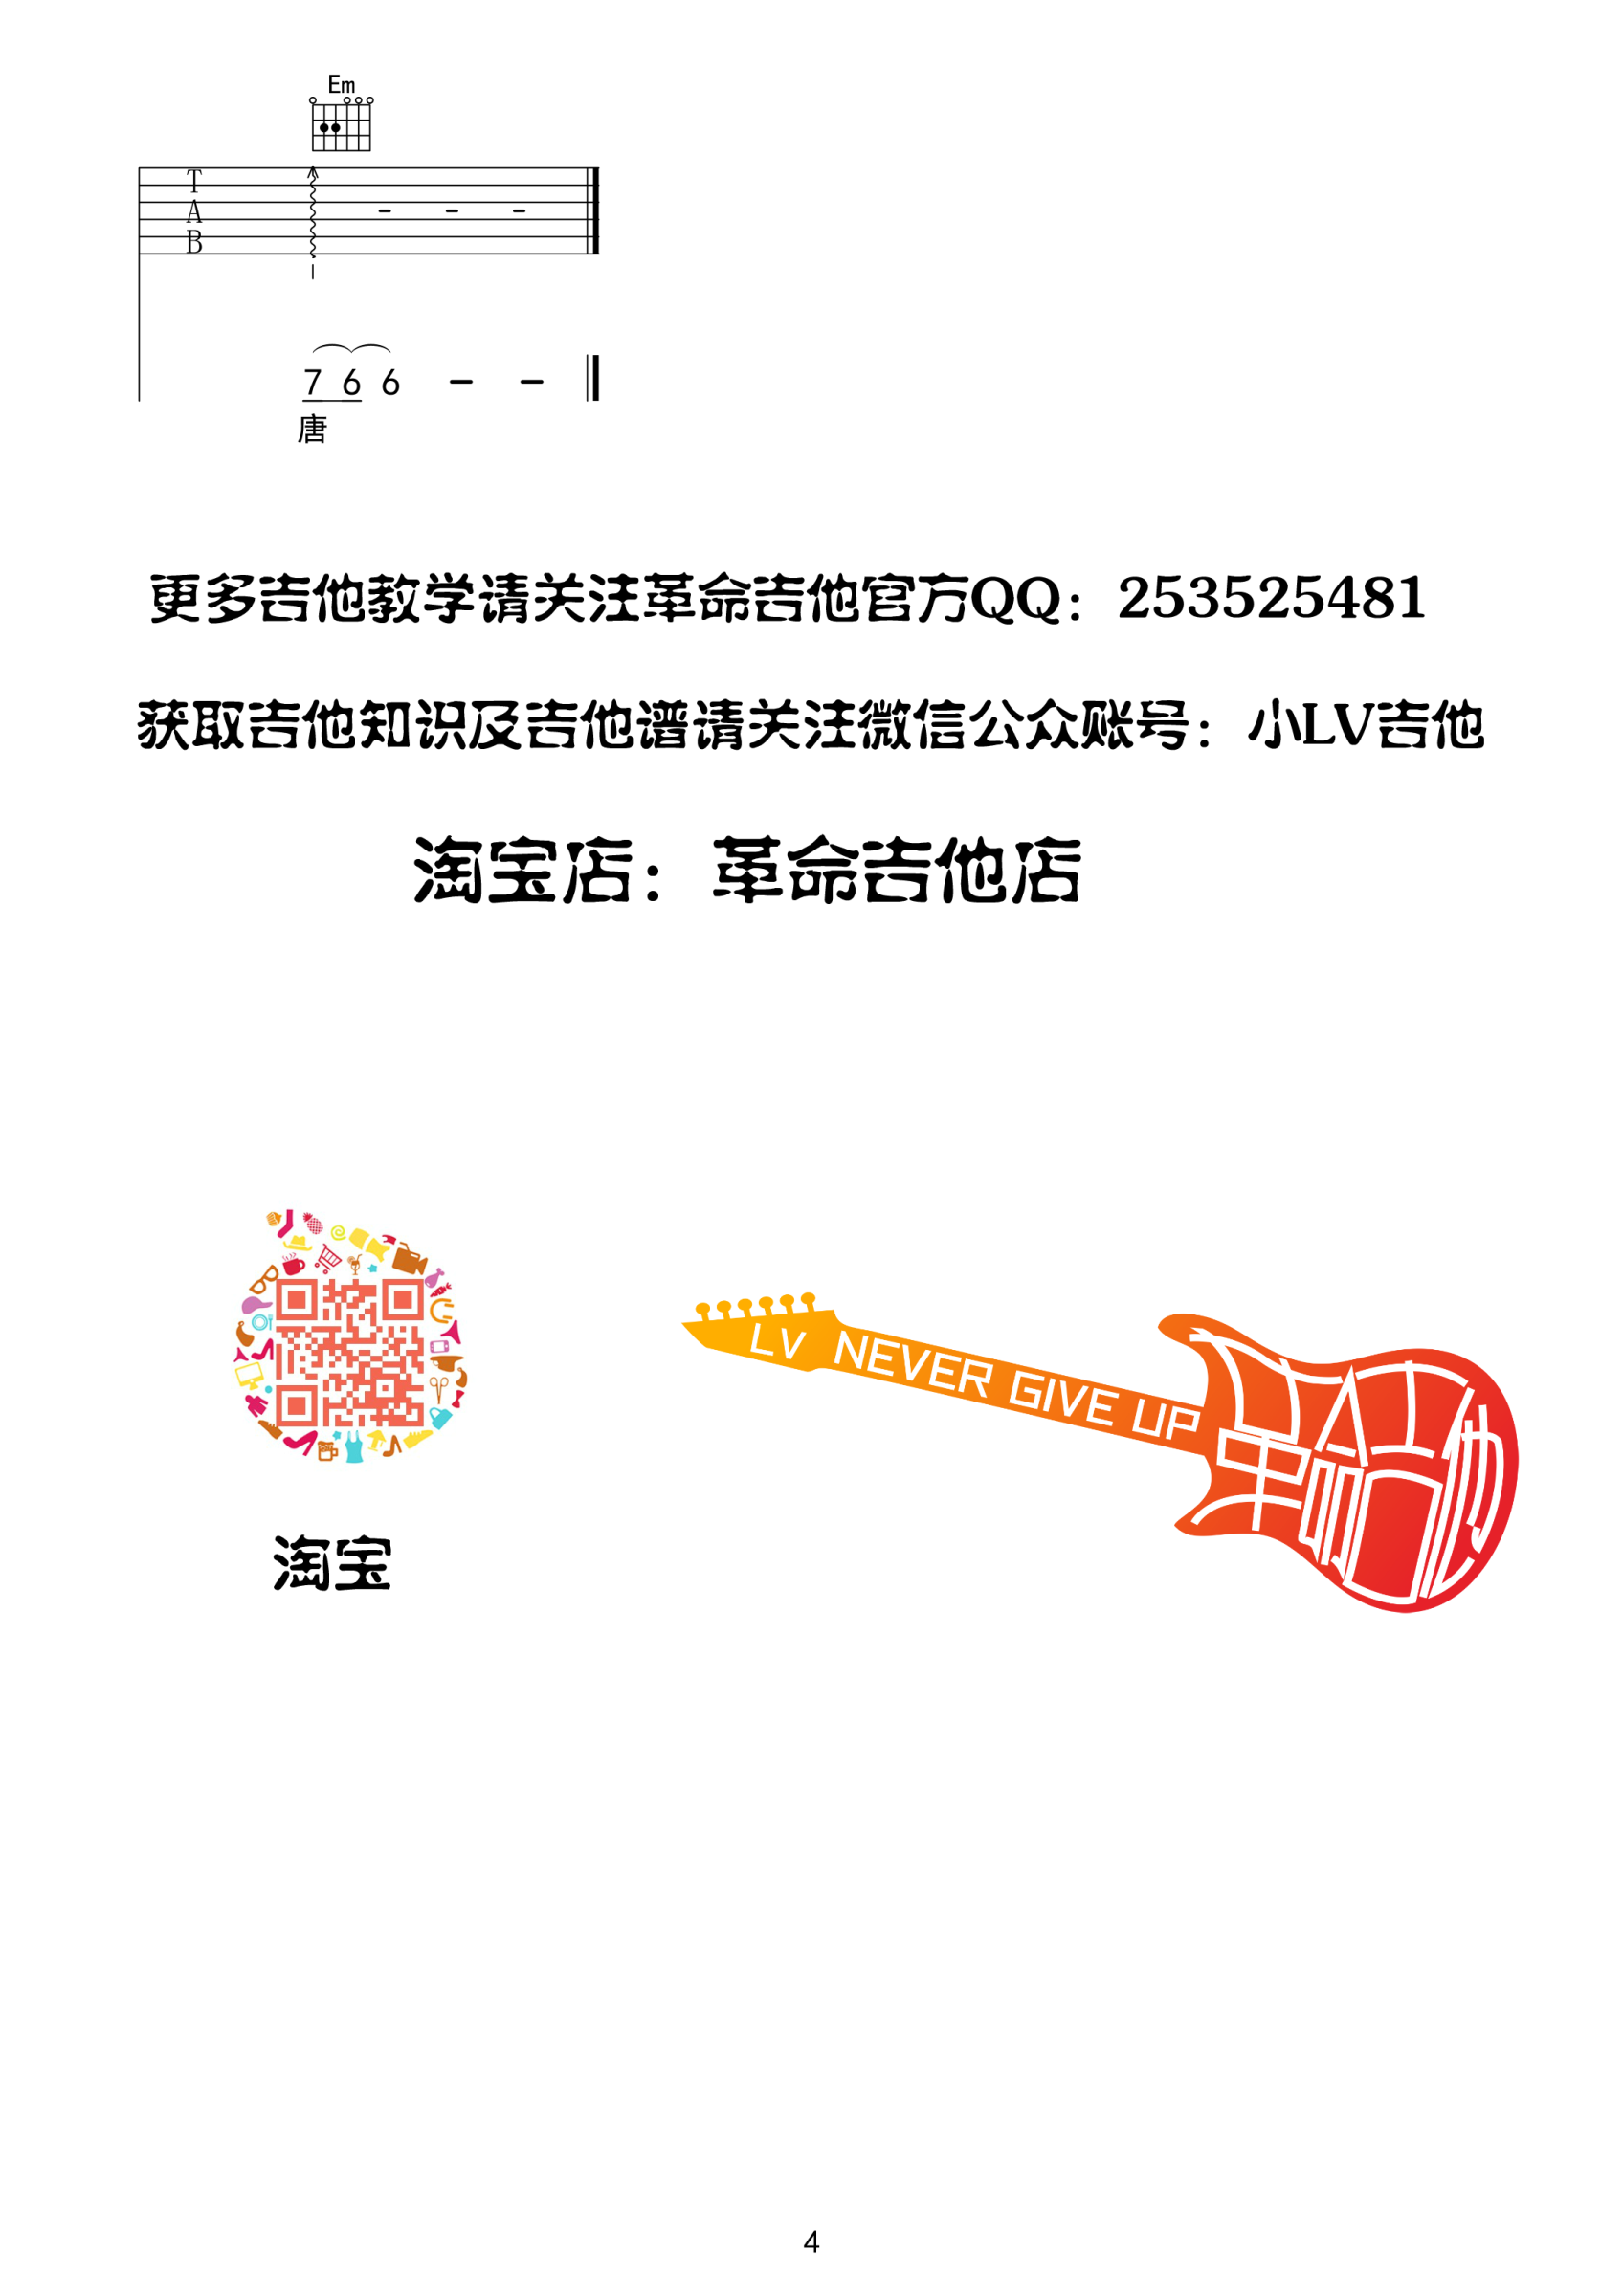 Em
T
A
B
7 6 6 – –
唐
更多吉他教学请关注革命吉他官方QQ：253525481
获取吉他知识及吉他谱请关注微信公众账号：小LV吉他
淘宝店：革命吉他店
LV NEVER GIVE UP
革命吉他
淘宝
4